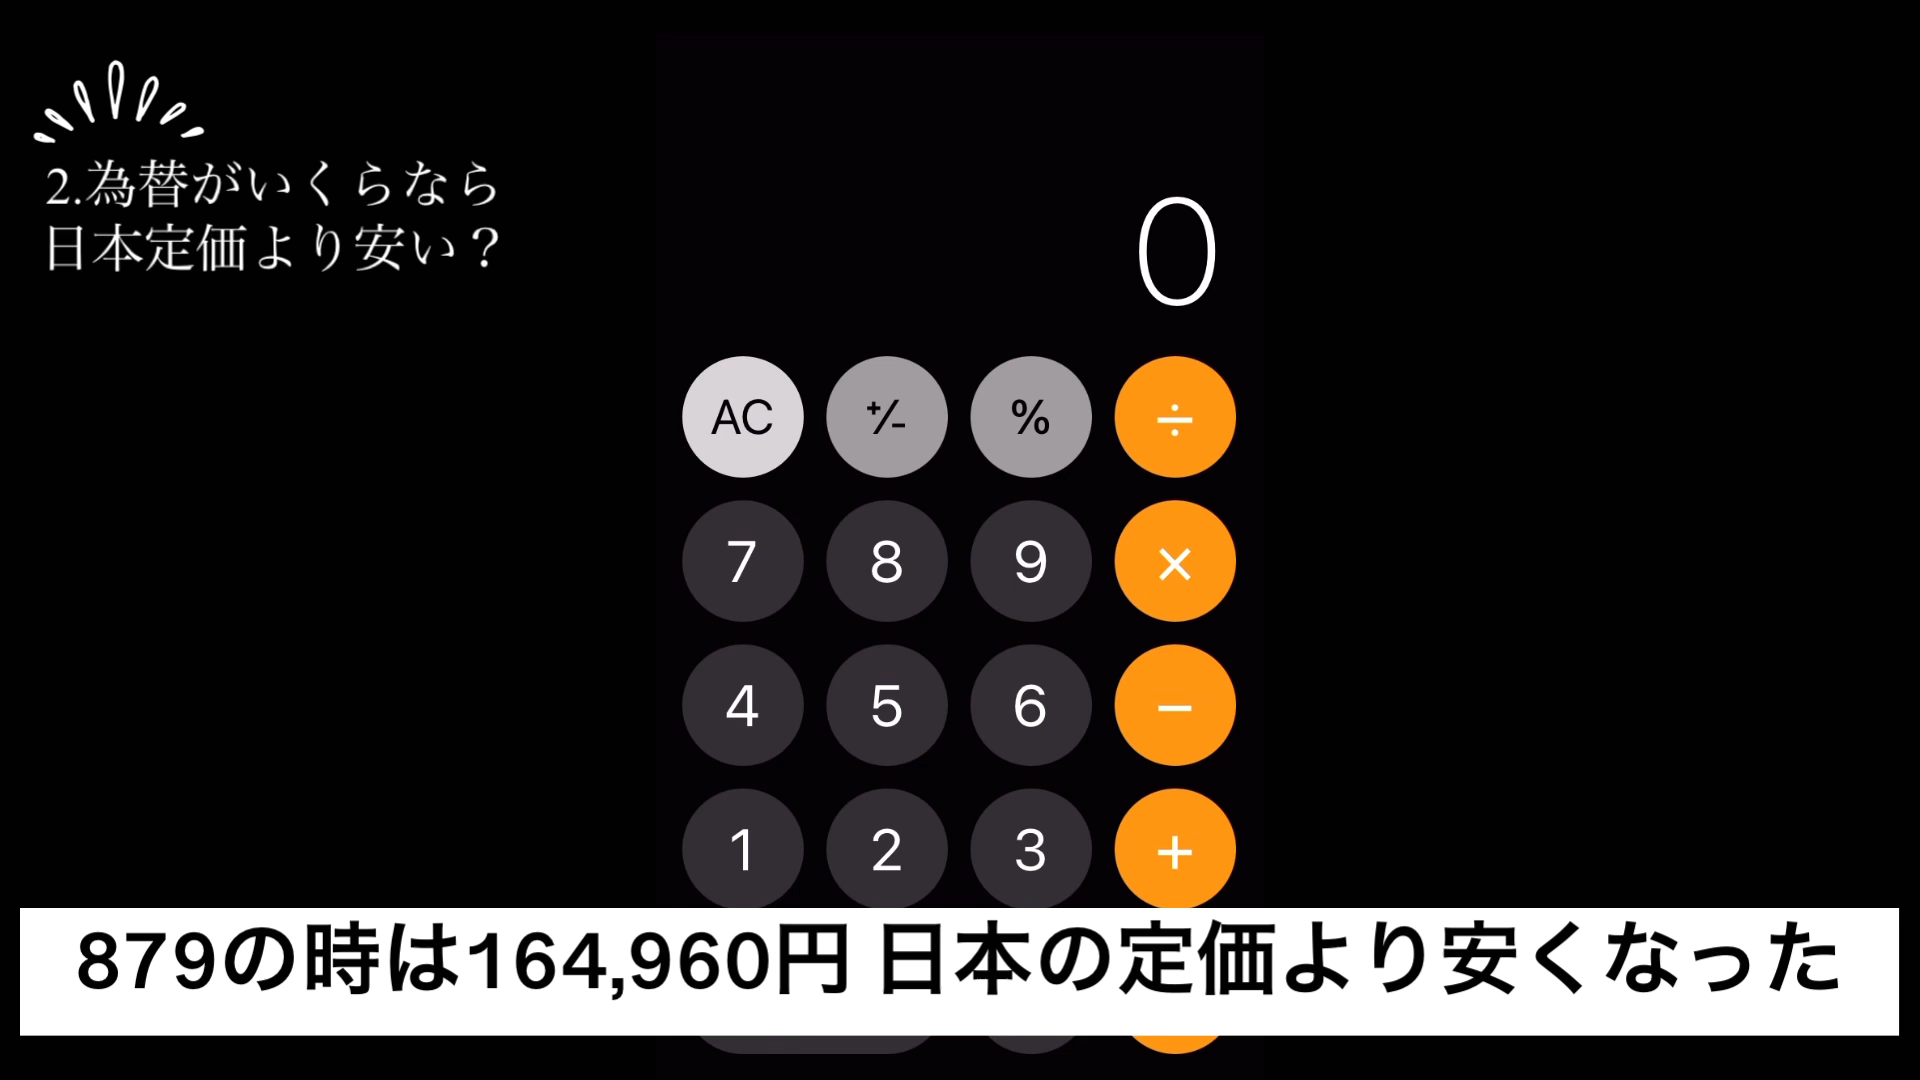 2.為替がいくらなら
日本定価より安い？
0
AC ⁺∕₋ % ÷
7 8 9 ×
4 5 6 −
1 2 3 +
879の時は164,960円 日本の定価より安くなった